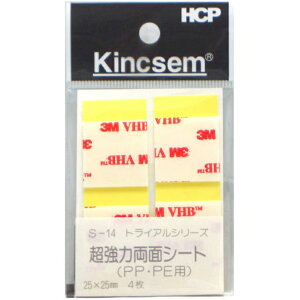 HCP
Kincsem®
3M VHB
3M VHB
3M
VHB
3M VHB
S-14 トライアルシリーズ
超強力両面シート
(PP・PE用)
25×25mm 4枚